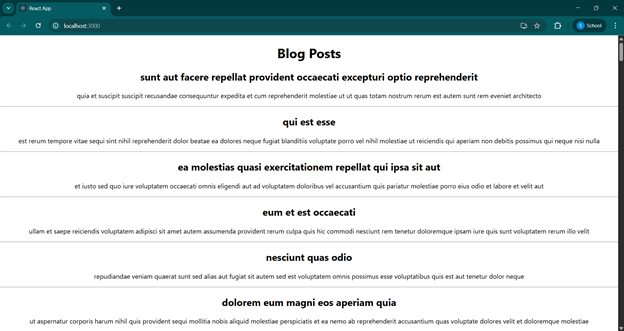 React App
localhost:3000
S School
Blog Posts
sunt aut facere repellat provident occaecati excepturi optio reprehenderit
quia et suscipit suscipit recusandae consequuntur expedita et cum reprehenderit molestiae ut ut quas totam nostrum rerum est autem sunt rem eveniet architecto
qui est esse
est rerum tempore vitae sequi sint nihil reprehenderit dolor beatae ea dolores neque fugiat blanditiis voluptate porro vel nihil molestiae ut reiciendis qui aperiam non debitis possimus qui neque nisi nulla
ea molestias quasi exercitationem repellat qui ipsa sit aut
et iusto sed quo iure voluptatem occaecati omnis eligendi aut ad voluptatem doloribus vel accusantium quis pariatur molestiae porro eius odio et labore et velit aut
eum et est occaecati
ullam et saepe reiciendis voluptatem adipisci sit amet autem assumenda provident rerum culpa quis hic commodi nesciunt rem tenetur doloremque ipsam iure quis sunt voluptatem rerum illo velit
nesciunt quas odio
repudiandae veniam quaerat sunt sed alias aut fugiat sit autem sed est voluptatem omnis possimus esse voluptatibus quis est aut tenetur dolor neque
dolorem eum magni eos aperiam quia
ut aspernatur corporis harum nihil quis provident sequi mollitia nobis aliquid molestiae perspiciatis et ea nemo ab reprehenderit accusantium quas voluptate dolores velit et doloremque molestiae